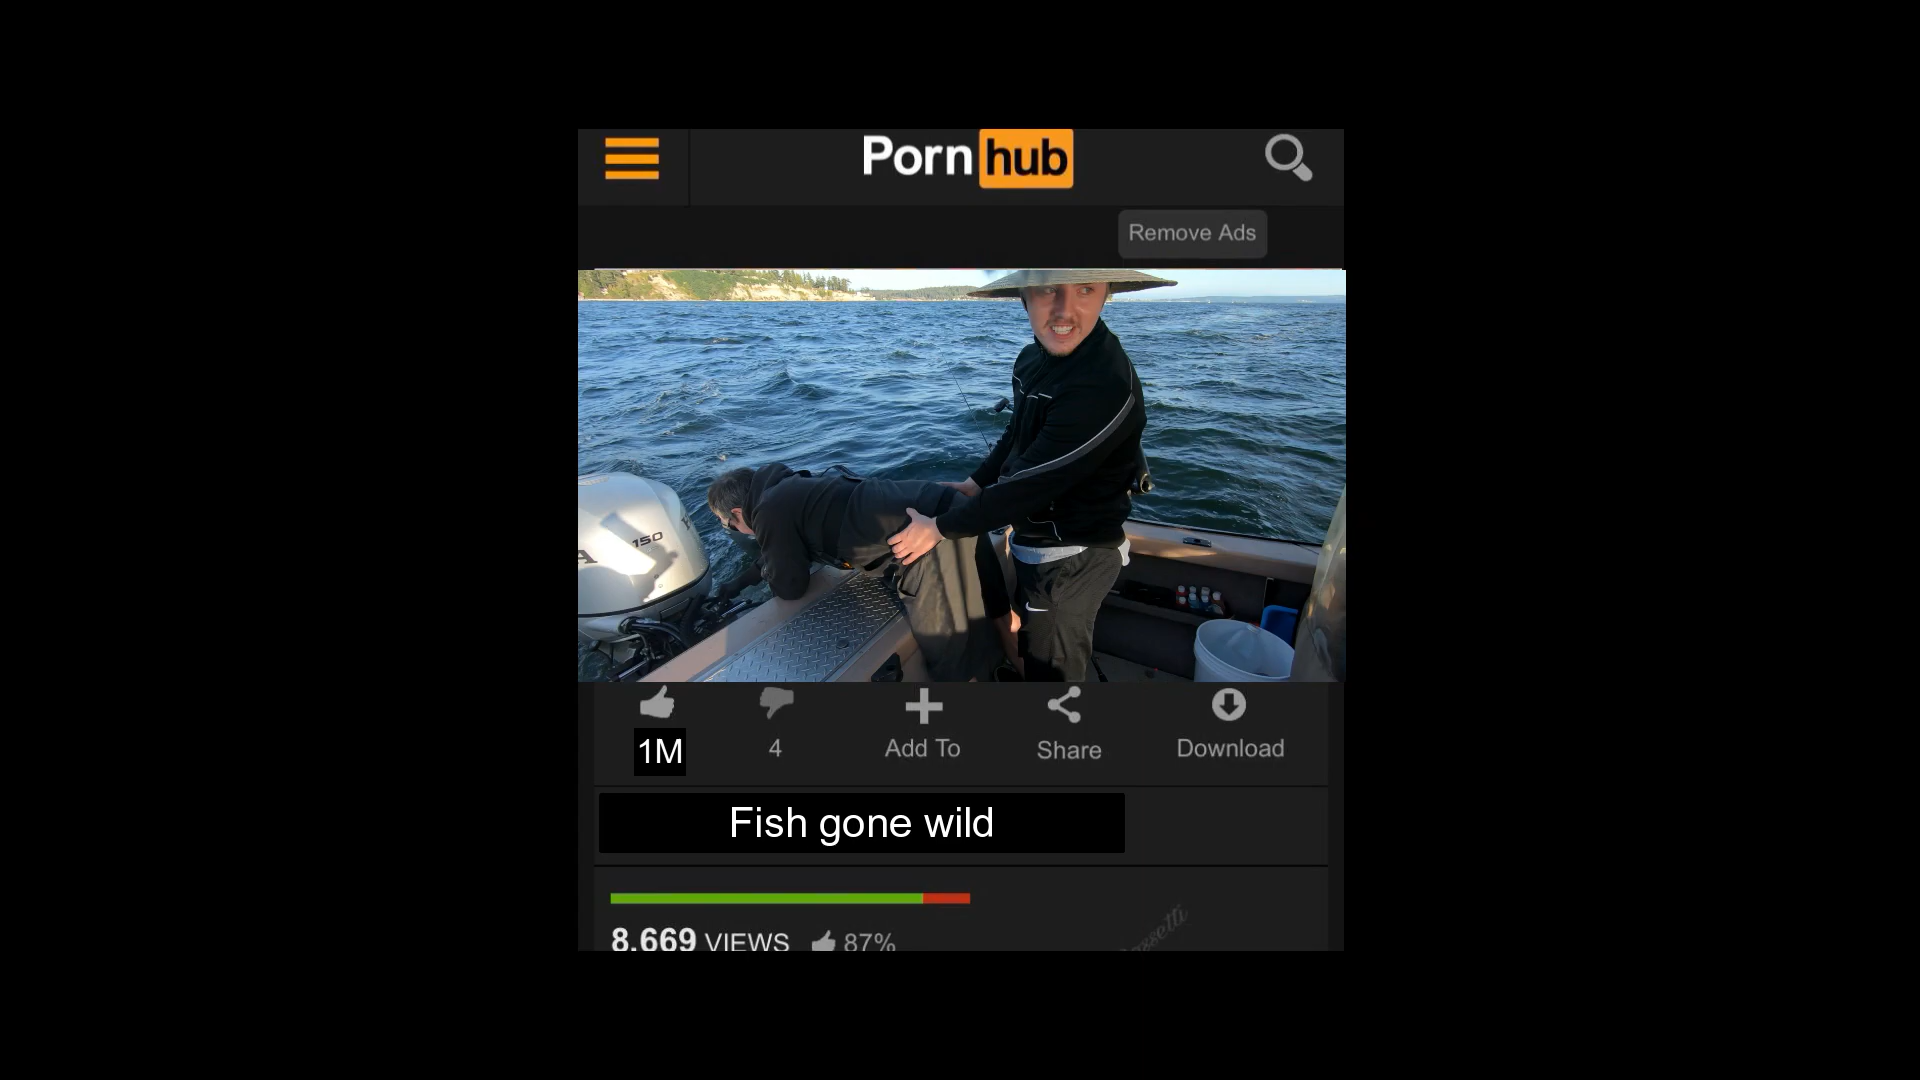 Porn hub
Remove Ads
150
1M
4
Add To
Share
Download
Fish gone wild
8,669 VIEWS 87%